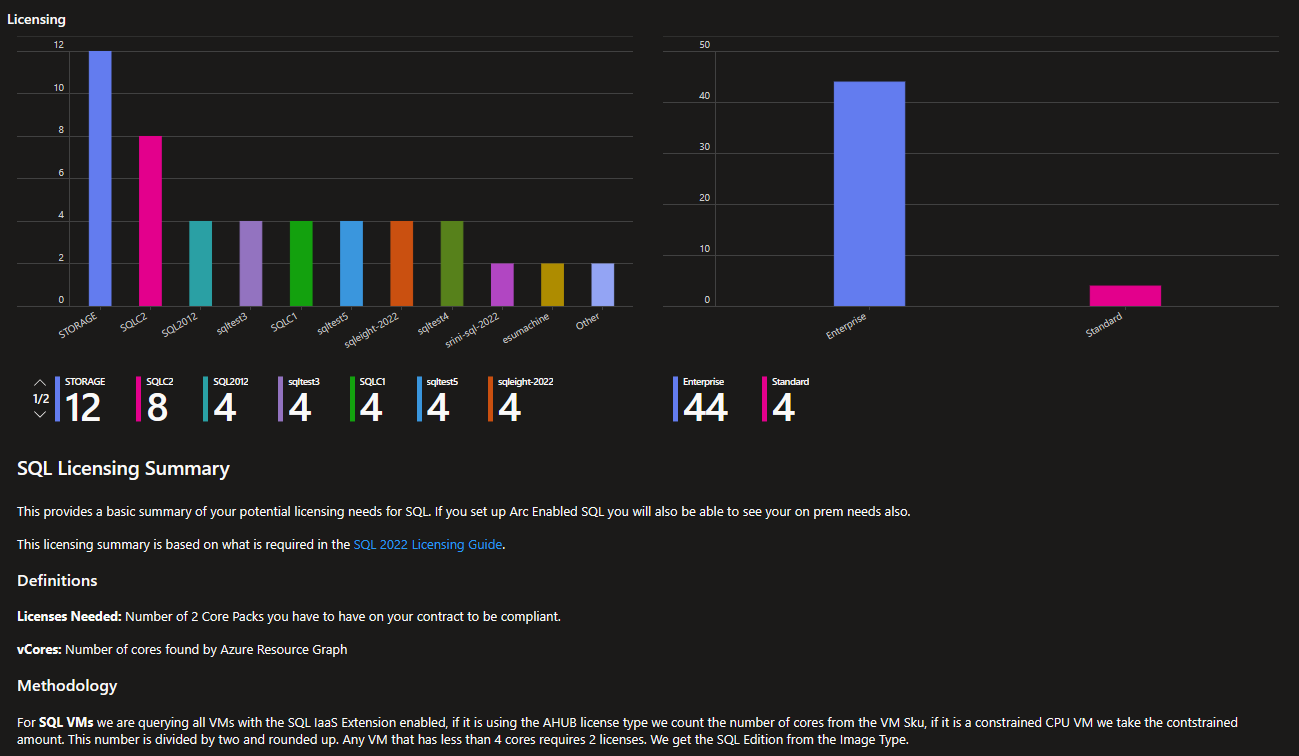 Licensing
12
10
8
6
4
2
0
STORAGE
SQLC2
SQL2012
sqltest3
SQLC1
sqltest5
sqleight-2022
sqltest4
srini-sql-2022
esumachine
Other
50
40
30
20
10
0
Enterprise
Standard
1/2
STORAGE
12
SQLC2
8
SQL2012
4
sqltest3
4
SQLC1
4
sqltest5
4
sqleight-2022
4
Enterprise
44
Standard
4
SQL Licensing Summary
This provides a basic summary of your potential licensing needs for SQL. If you set up Arc Enabled SQL you will also be able to see your on prem needs also.
This licensing summary is based on what is required in the SQL 2022 Licensing Guide.
Definitions
Licenses Needed: Number of 2 Core Packs you have to have on your contract to be compliant.
vCores: Number of cores found by Azure Resource Graph
Methodology
For SQL VMs we are querying all VMs with the SQL IaaS Extension enabled, if it is using the AHUB license type we count the number of cores from the VM Sku, if it is a constrained CPU VM we take the contstrained
amount. This number is divided by two and rounded up. Any VM that has less than 4 cores requires 2 licenses. We get the SQL Edition from the Image Type.